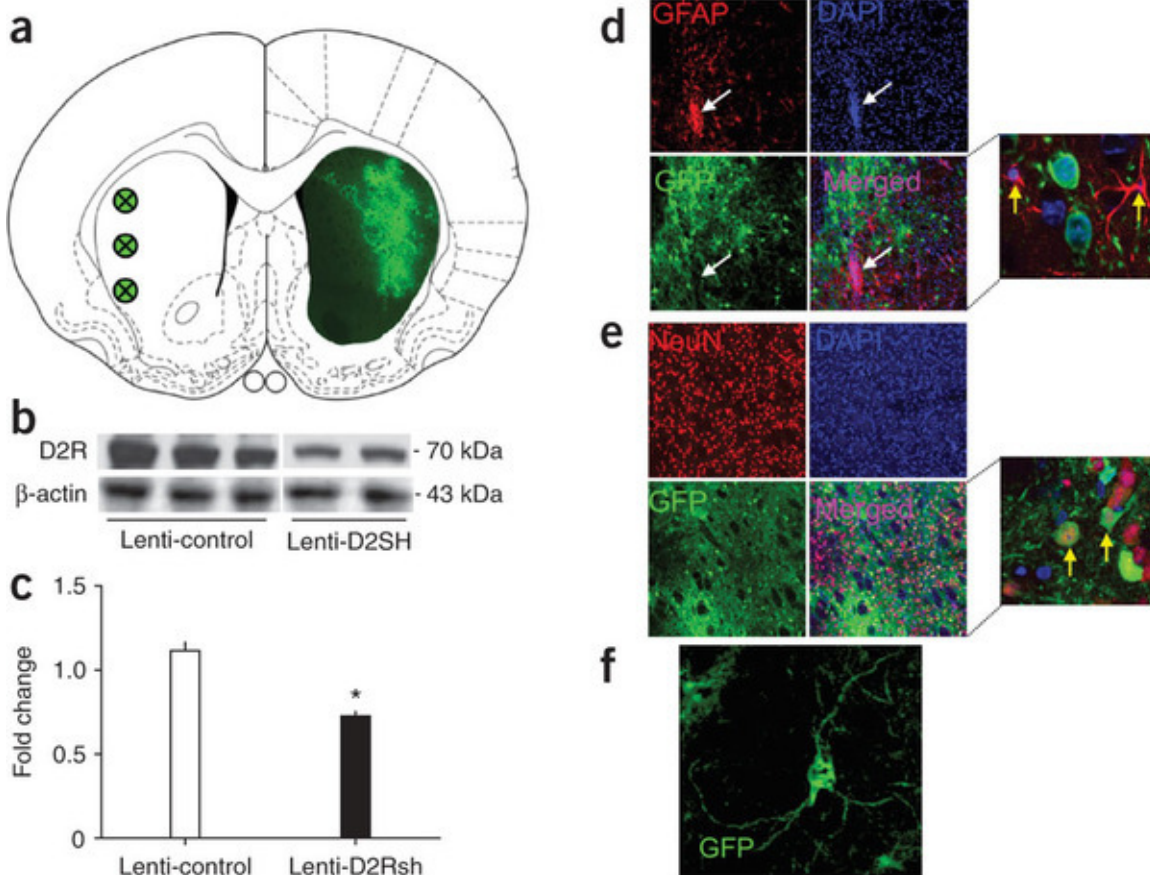 a
b
D2R
- 70 kDa
β-actin
- 43 kDa
Lenti-control Lenti-D2SH
c
Fold change
1.5
1.0
0.5
0
*
Lenti-control Lenti-D2Rsh
d
GFAP DAPI
GFP Merged
e
NeuN DAPI
GFP Merged
f
GFP